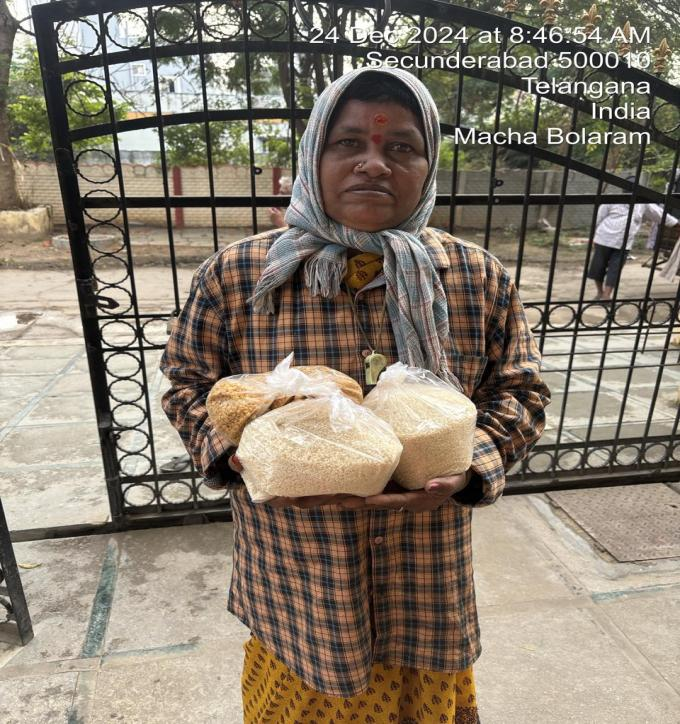 24 Dec 2024 at 8:46:54 AM
Secunderabad 500010
Telangana
India
Macha Bolaram